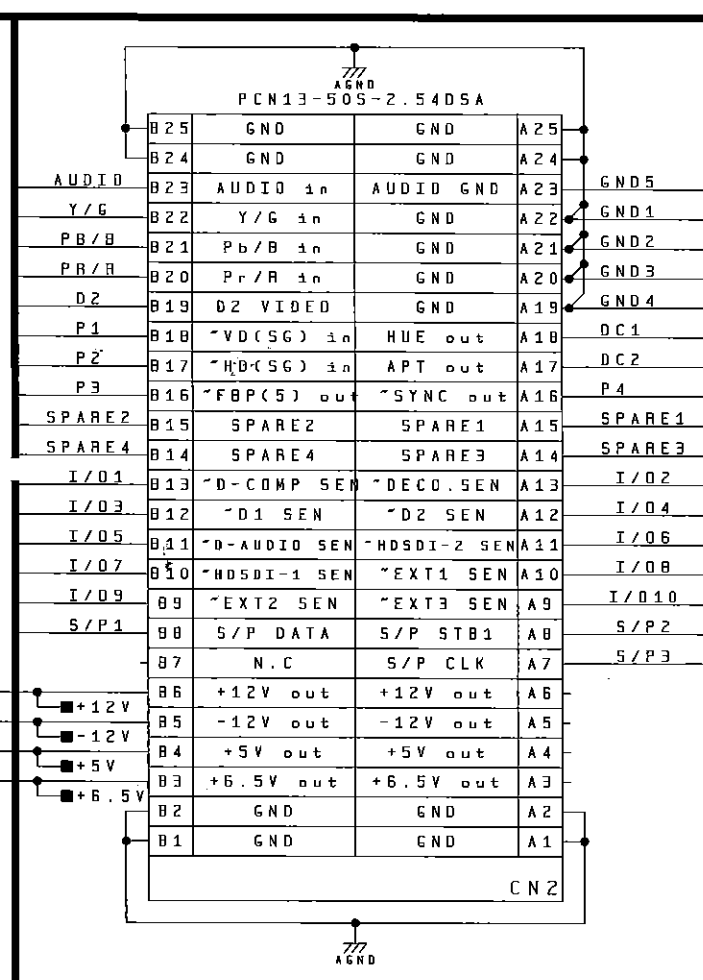 AGND
PCN13-50S-2.54DSA
B25 GND GND A25
B24 GND GND A24
AUDIO B23 AUDIO in AUDIO GND A23 GND5
Y/G B22 Y/G in GND A22 GND1
PB/B B21 Pb/B in GND A21 GND2
PR/R B20 Pr/R in GND A20 GND3
D2 B19 D2 VIDEO GND A19 GND4
P1 B18 ~VD(SG) in HUE out A18 DC1
P2 B17 ~HD(SG) in APT out A17 DC2
P3 B16 ~FBP(S) out ~SYNC out A16 P4
SPARE2 B15 SPARE2 SPARE1 A15 SPARE1
SPARE4 B14 SPARE4 SPARE3 A14 SPARE3
I/O1 B13 ~D-COMP SEN ~DECO.SEN A13 I/O2
I/O3 B12 ~D1 SEN ~D2 SEN A12 I/O4
I/O5 B11 ~D-AUDIO SEN ~HDSDI-2 SEN A11 I/O6
I/O7 B10 ~HDSDI-1 SEN ~EXT1 SEN A10 I/O8
I/O9 B9 ~EXT2 SEN ~EXT3 SEN A9 I/O10
S/P1 B8 S/P DATA S/P STB1 A8 S/P2
B7 N.C S/P CLK A7 S/P3
B6 +12V out +12V out A6
+12V
B5 -12V out -12V out A5
-12V
B4 +5V out +5V out A4
+5V
B3 +6.5V out +6.5V out A3
+6.5V
B2 GND GND A2
B1 GND GND A1
CN2
AGND